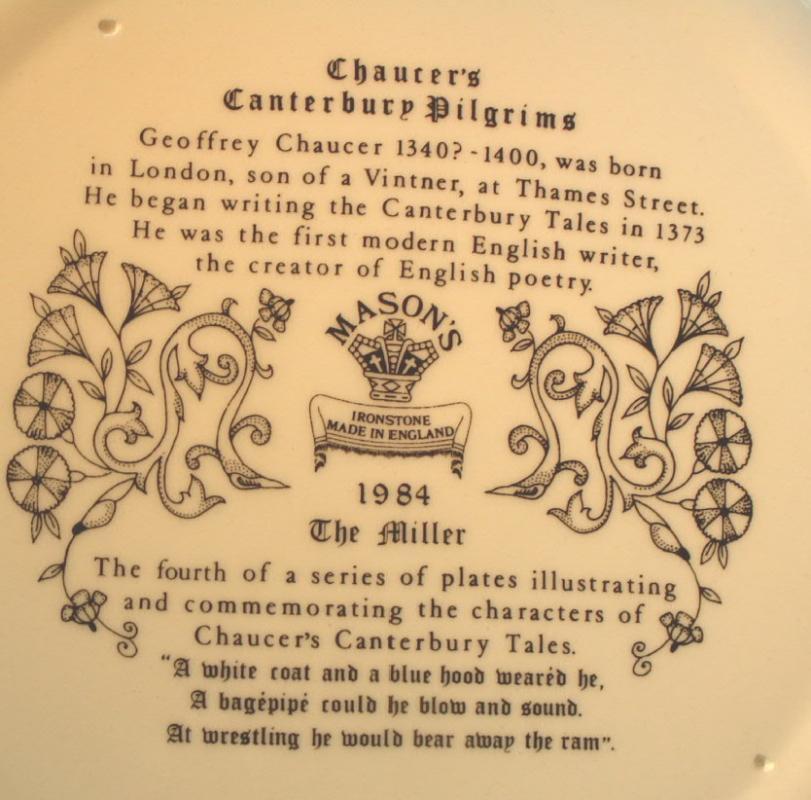 Chaucer's
Canterbury Pilgrims
Geoffrey Chaucer 1340? - 1400, was born
in London, son of a Vintner, at Thames Street.
He began writing the Canterbury Tales in 1373
He was the first modern English writer,
the creator of English poetry.
MASON'S
IRONSTONE
MADE IN ENGLAND
1984
The Miller
The fourth of a series of plates illustrating
and commemorating the characters of
Chaucer's Canterbury Tales.
"A white coat and a blue hood wearéd he,
A bagépipé could he blow and sound.
At wrestling he would bear away the ram".